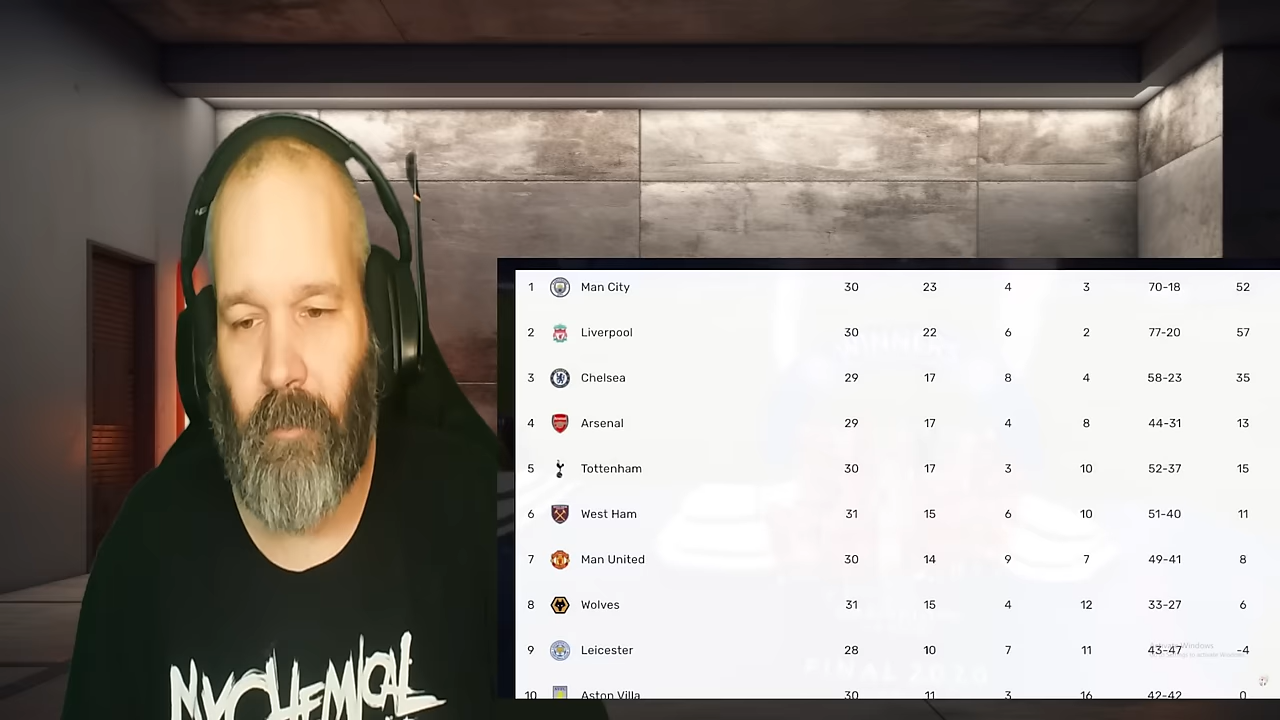 1 Man City 30 23 4 3 70-18 52
2 Liverpool 30 22 6 2 77-20 57
3 Chelsea 29 17 8 4 58-23 35
4 Arsenal 29 17 4 8 44-31 13
5 Tottenham 30 17 3 10 52-37 15
6 West Ham 31 15 6 10 51-40 11
7 Man United 30 14 9 7 49-41 8
8 Wolves 31 15 4 12 33-27 6
9 Leicester 28 10 7 11 43-47 -4
10 Aston Villa 30 11 3 16 42-42 0
MY CHEMICAL